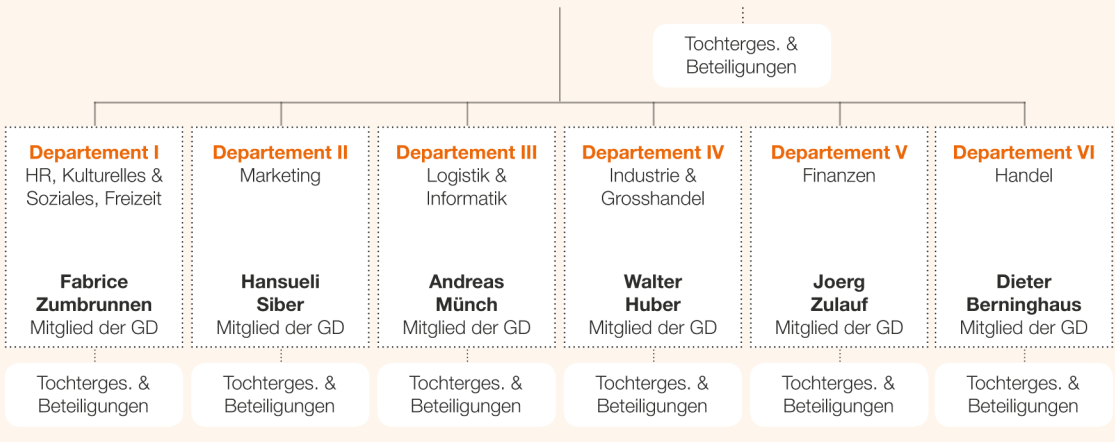 Tochterges. &
Beteiligungen
Departement I
HR, Kulturelles &
Soziales, Freizeit
Fabrice
Zumbrunnen
Mitglied der GD
Tochterges. &
Beteiligungen
Departement II
Marketing
Hansueli
Siber
Mitglied der GD
Tochterges. &
Beteiligungen
Departement III
Logistik &
Informatik
Andreas
Münch
Mitglied der GD
Tochterges. &
Beteiligungen
Departement IV
Industrie &
Grosshandel
Walter
Huber
Mitglied der GD
Tochterges. &
Beteiligungen
Departement V
Finanzen
Joerg
Zulauf
Mitglied der GD
Tochterges. &
Beteiligungen
Departement VI
Handel
Dieter
Berninghaus
Mitglied der GD
Tochterges. &
Beteiligungen